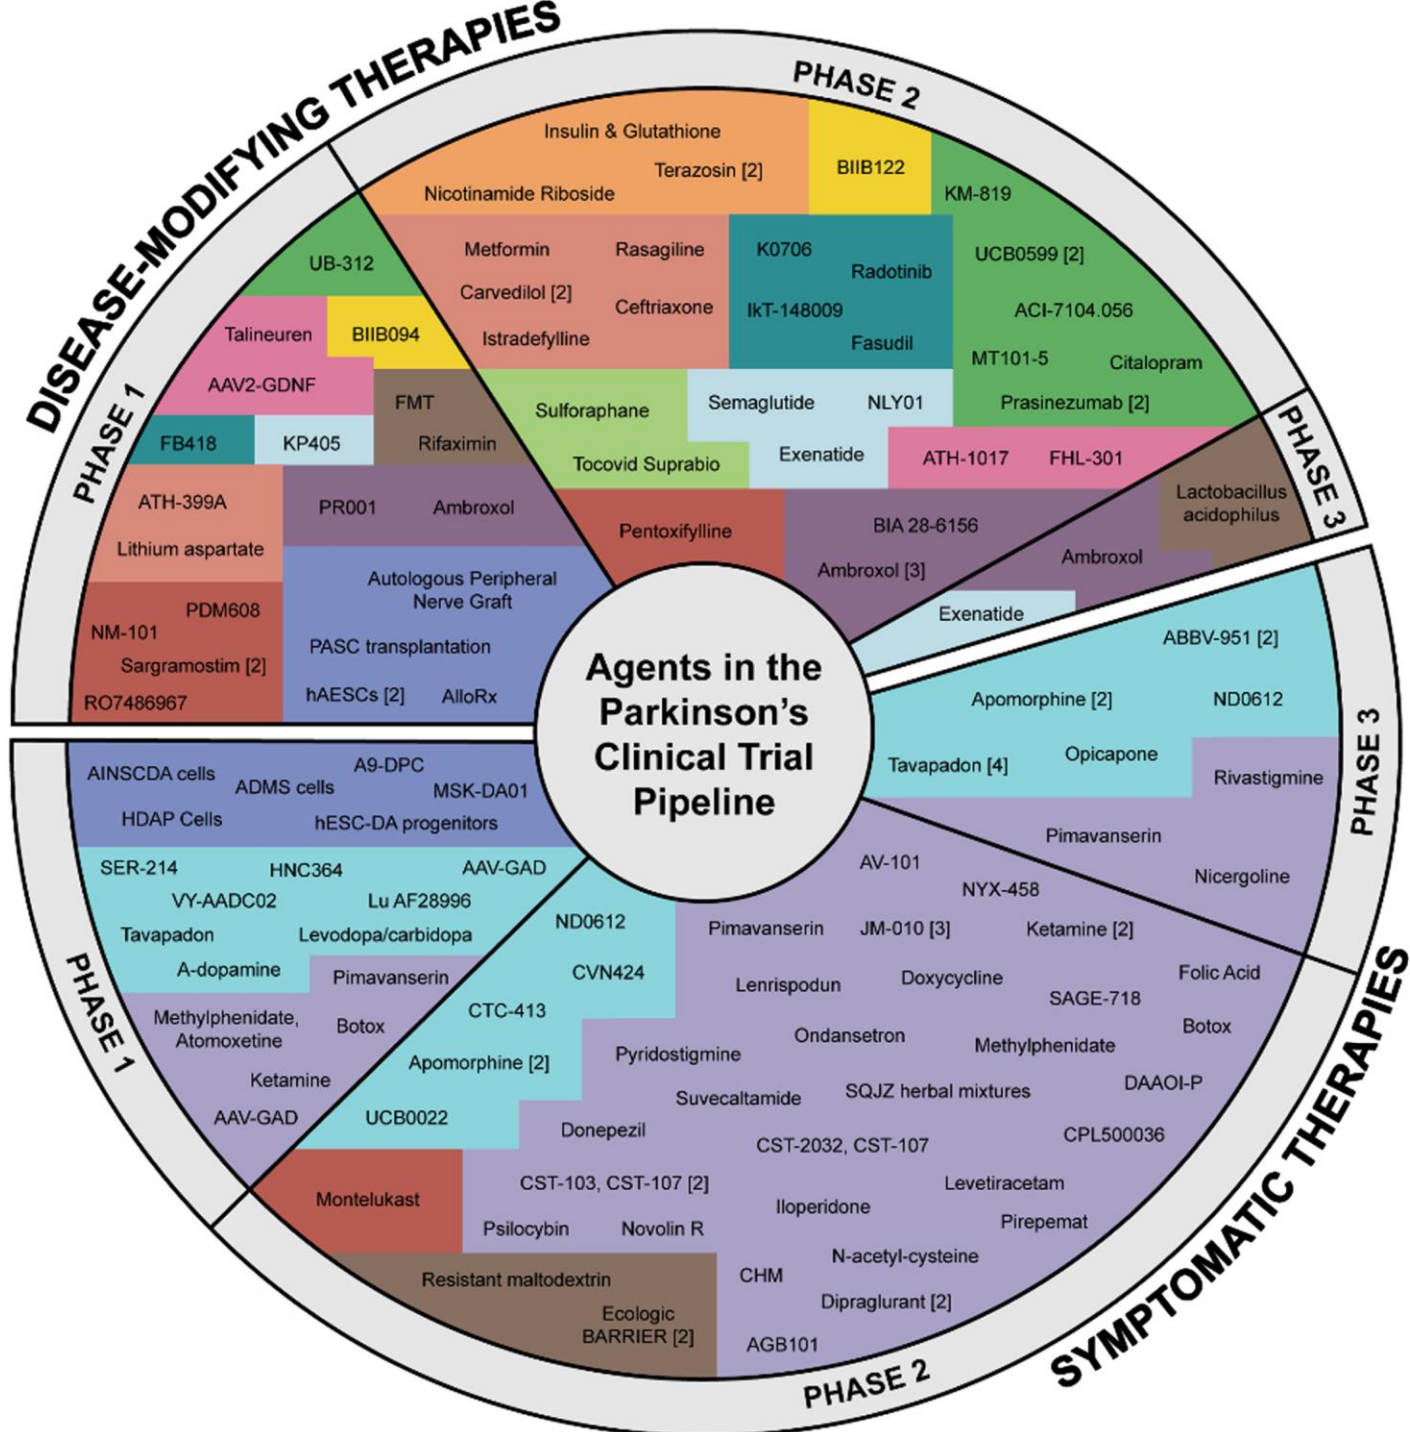 DISEASE-MODIFYING THERAPIES
PHASE 1
UB-312
Talineuren
BIIB094
AAV2-GDNF
FMT
FB418
KP405
Rifaximin
ATH-399A
PR001
Ambroxol
Lithium aspartate
Autologous Peripheral
Nerve Graft
PDM608
NM-101
PASC transplantation
Sargramostim [2]
hAESCs [2]
AlloRx
RO7486967
PHASE 2
Insulin & Glutathione
Terazosin [2]
BIIB122
Nicotinamide Riboside
KM-819
Metformin
Rasagiline
K0706
UCB0599 [2]
Radotinib
Carvedilol [2]
Ceftriaxone
IkT-148009
ACI-7104.056
Istradefylline
Fasudil
MT101-5
Citalopram
Sulforaphane
Semaglutide
NLY01
Prasinezumab [2]
Tocovid Suprabio
Exenatide
ATH-1017
FHL-301
Pentoxifylline
BIA 28-6156
Ambroxol [3]
PHASE 3
Lactobacillus
acidophilus
Ambroxol
Exenatide
Agents in the
Parkinson’s
Clinical Trial
Pipeline
SYMPTOMATIC THERAPIES
PHASE 3
ABBV-951 [2]
Apomorphine [2]
ND0612
Tavapadon [4]
Opicapone
Rivastigmine
Pimavanserin
Nicergoline
PHASE 1
AINSCDA cells
A9-DPC
ADMS cells
MSK-DA01
HDAP Cells
hESC-DA progenitors
SER-214
HNC364
AAV-GAD
VY-AADC02
Lu AF28996
Tavapadon
Levodopa/carbidopa
A-dopamine
Pimavanserin
Methylphenidate,
Atomoxetine
Botox
Ketamine
AAV-GAD
PHASE 2
AV-101
NYX-458
ND0612
Pimavanserin
JM-010 [3]
Ketamine [2]
CVN424
Lenrispodun
Doxycycline
Folic Acid
SAGE-718
CTC-413
Ondansetron
Methylphenidate
Botox
Apomorphine [2]
Pyridostigmine
Suvecaltamide
SQJZ herbal mixtures
DAAOI-P
UCB0022
Donepezil
CST-2032, CST-107
CPL500036
Montelukast
CST-103, CST-107 [2]
Levetiracetam
Iloperidone
Psilocybin
Novolin R
Pirepemat
N-acetyl-cysteine
Resistant maltodextrin
CHM
Ecologic
BARRIER [2]
Dipraglurant [2]
AGB101